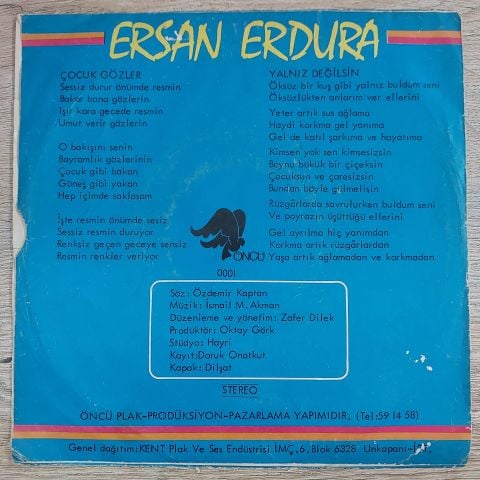 ERSAN ERDURA
ÇOCUK GÖZLER
Sessiz durur önümde resmin
Bakar bana gözlerin
Işır kara gecede resmin
Umut verir gözlerin
O bakışını senin
Bayramlık gözlerinin
Çocuk gibi bakan
Güneş gibi yakan
Hep içimde saklasam
İşte resmin önümde sesiz
Sessiz resmin duruyor
Renksiz geçen geceye sensiz
Resmin renkler veriyor
YALNIZ DEĞİLSİN
Öksüz bir kuş gibi yalnız buldum seni
Öksüzlükten onlarım ver ellerini
Yeter artık sus ağlama
Haydi korkma gel yanıma
Gel de katıl şarkıma ve hayatıma
Kimsen yok sen kimsesizsin
Boynu bükük bir çiçeksin
Çocuksun ve çaresizsin
Bundan böyle gülmelisin
Rüzgârlarda savrulurken buldum seni
Ve poyrazın üşüttüğü ellerini
Gel ayrılma hiç yanımdan
Korkma artık rüzgârlardan
Yaşa artık ağlamadan ve korkmadan
ÖNCÜ
0001
Söz: Özdemir Kaptan
Müzik: İsmail M. Akman
Düzenleme ve yönetim: Zafer Dilek
Prodüktör: Oktay Görk
Stüdyo: Hayri
Kayıt: Doruk Onatkut
Kapak: Dilşat
STEREO
ÖNCÜ PLAK-PRODÜKSİYON-PAZARLAMA YAPIMIDIR. (Tel:59 14 58)
Genel dağıtım: KENT Plak Ve Ses Endüstrisi İMÇ. 6. Blok 6328 Unkapanı-